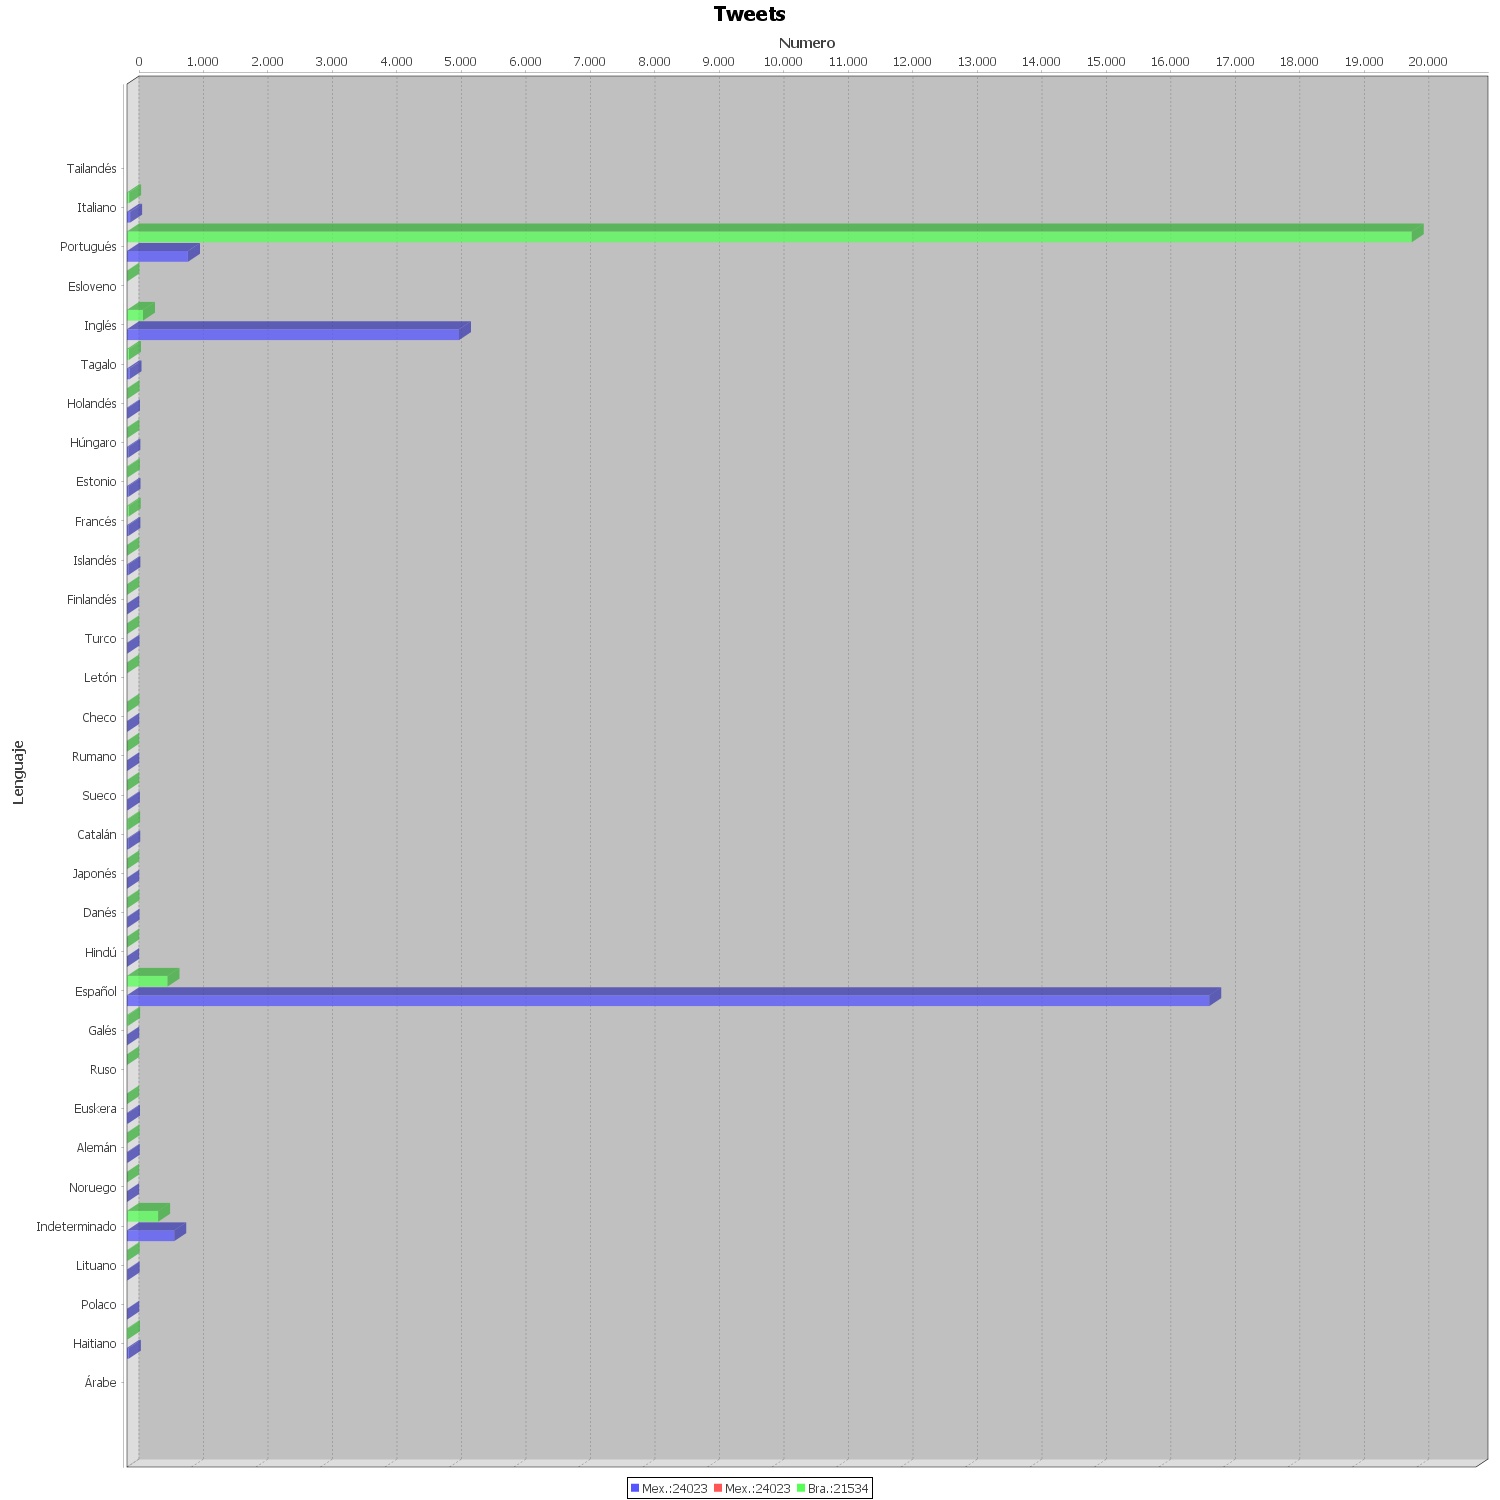 Tweets
Numero
0 1.000 2.000 3.000 4.000 5.000 6.000 7.000 8.000 9.000 10.000 11.000 12.000 13.000 14.000 15.000 16.000 17.000 18.000 19.000 20.000
Lenguaje
Tailandés
Italiano
Portugués
Esloveno
Inglés
Tagalo
Holandés
Húngaro
Estonio
Francés
Islandés
Finlandés
Turco
Letón
Checo
Rumano
Sueco
Catalán
Japonés
Danés
Hindú
Español
Galés
Ruso
Euskera
Alemán
Noruego
Indeterminado
Lituano
Polaco
Haitiano
Árabe
Mex.:24023 Mex.:24023 Bra.:21534